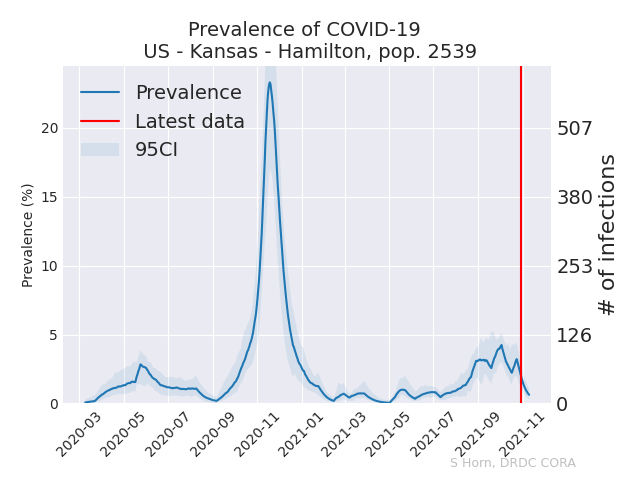 Prevalence of COVID-19
US - Kansas - Hamilton, pop. 2539
Prevalence
Latest data
95CI
Prevalence (%)
20
15
10
5
0
507
380
253
126
0
# of infections
2020-03
2020-05
2020-07
2020-09
2020-11
2021-01
2021-03
2021-05
2021-07
2021-09
2021-11
S Horn, DRDC CORA